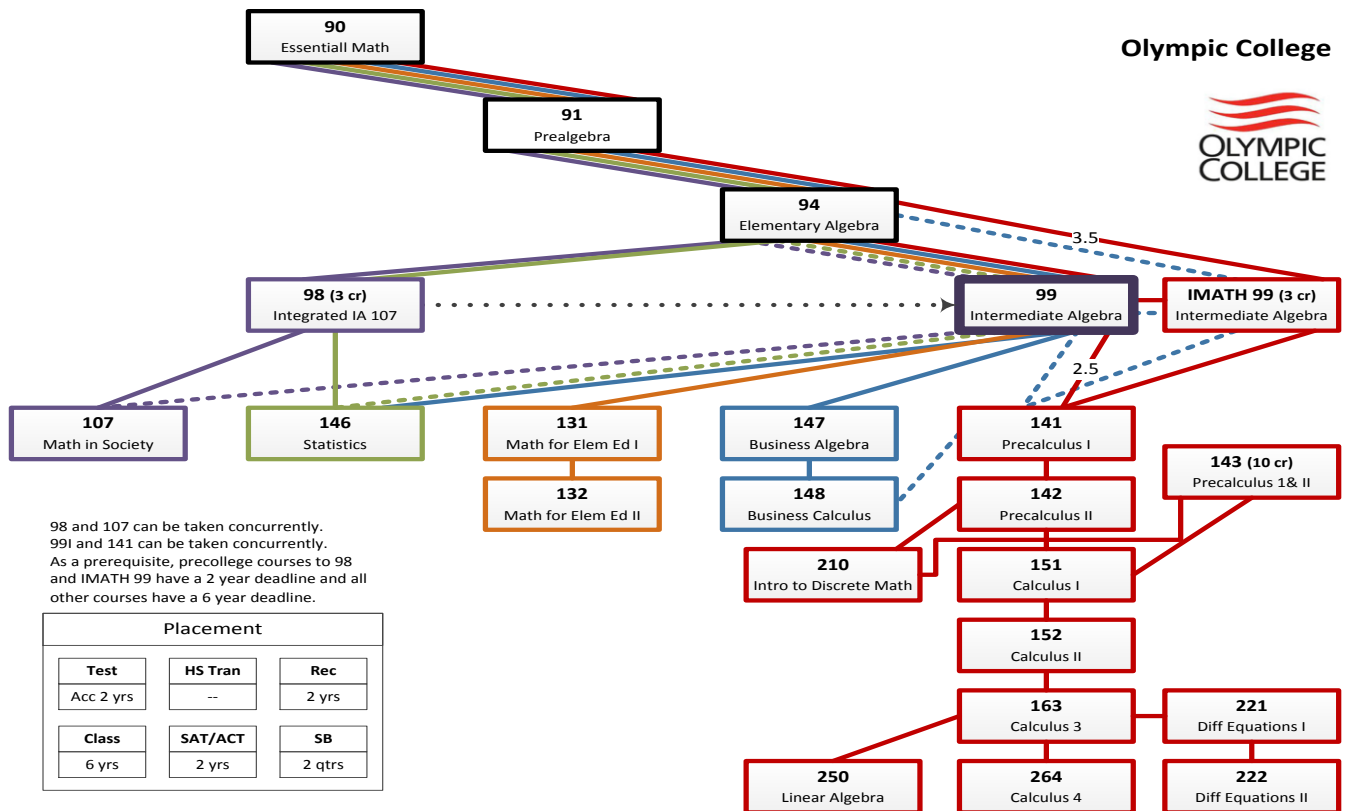 90
Essentiall Math
Olympic College
OLYMPIC
COLLEGE
91
Prealgebra
94
Elementary Algebra
3.5
98 (3 cr)
Integrated IA 107
99
Intermediate Algebra
IMATH 99 (3 cr)
Intermediate Algebra
2.5
107
Math in Society
146
Statistics
131
Math for Elem Ed I
147
Business Algebra
141
Precalculus I
143 (10 cr)
Precalculus 1& II
132
Math for Elem Ed II
148
Business Calculus
142
Precalculus II
98 and 107 can be taken concurrently.
99I and 141 can be taken concurrently.
As a prerequisite, precollege courses to 98
and IMATH 99 have a 2 year deadline and all
other courses have a 6 year deadline.
210
Intro to Discrete Math
151
Calculus I
152
Calculus II
Placement
Test
Acc 2 yrs
HS Tran
--
Rec
2 yrs
Class
6 yrs
SAT/ACT
2 yrs
SB
2 qtrs
163
Calculus 3
221
Diff Equations I
250
Linear Algebra
264
Calculus 4
222
Diff Equations II